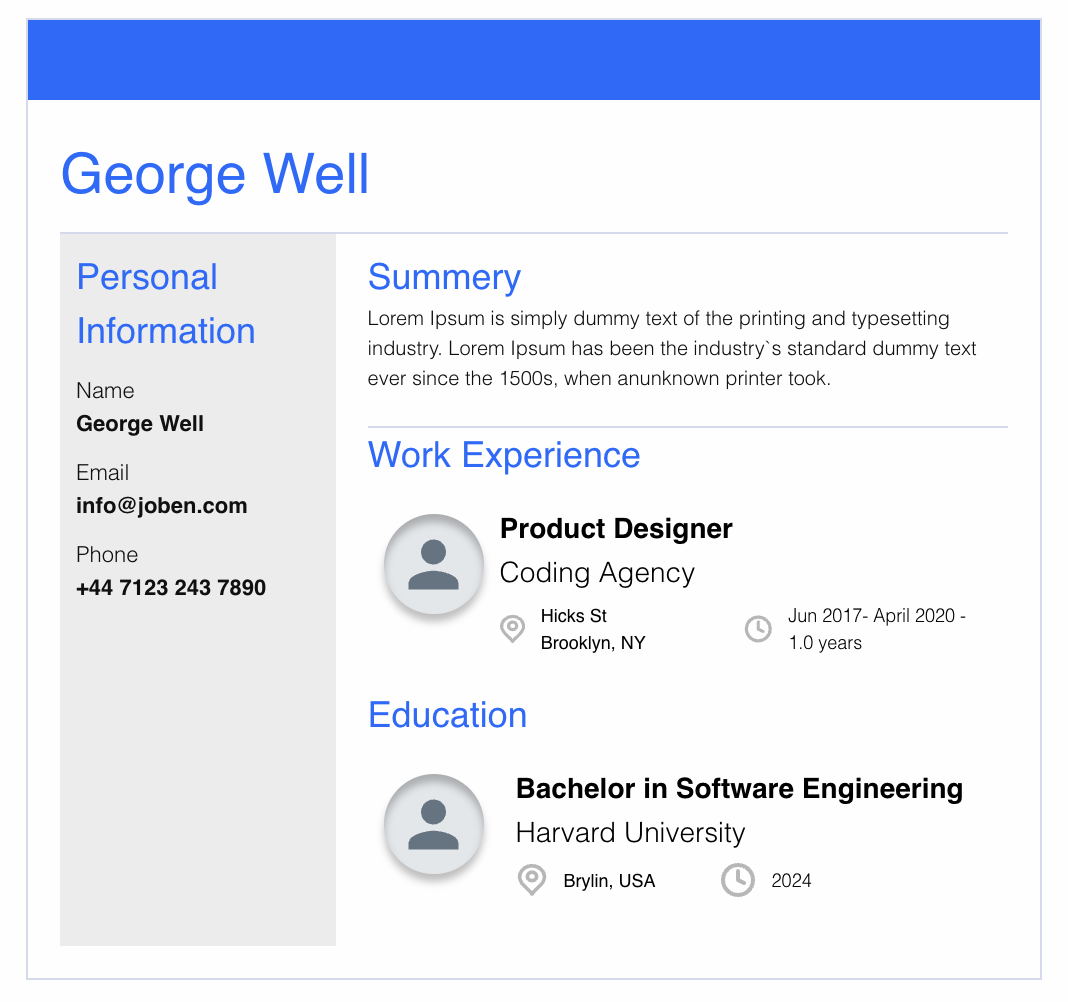 George Well
Personal
Information
Name
George Well
Email
info@joben.com
Phone
+44 7123 243 7890
Summery
Lorem Ipsum is simply dummy text of the printing and typesetting
industry. Lorem Ipsum has been the industry`s standard dummy text
ever since the 1500s, when anunknown printer took.
Work Experience
Product Designer
Coding Agency
Hicks St
Brooklyn, NY
Jun 2017- April 2020 -
1.0 years
Education
Bachelor in Software Engineering
Harvard University
Brylin, USA
2024